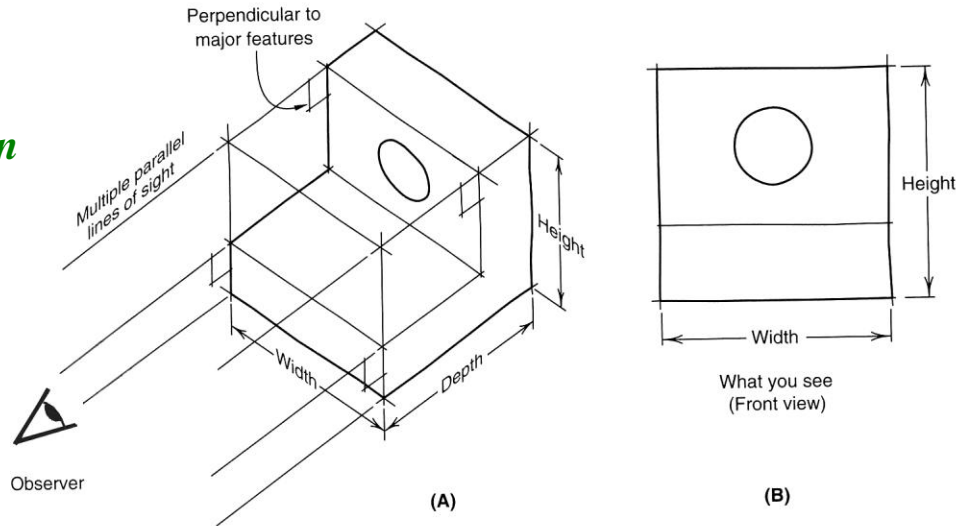 Perpendicular to
major features
n
Multiple parallel
lines of sight
Height
Width
Depth
Observer
(A)
Height
Width
What you see
(Front view)
(B)